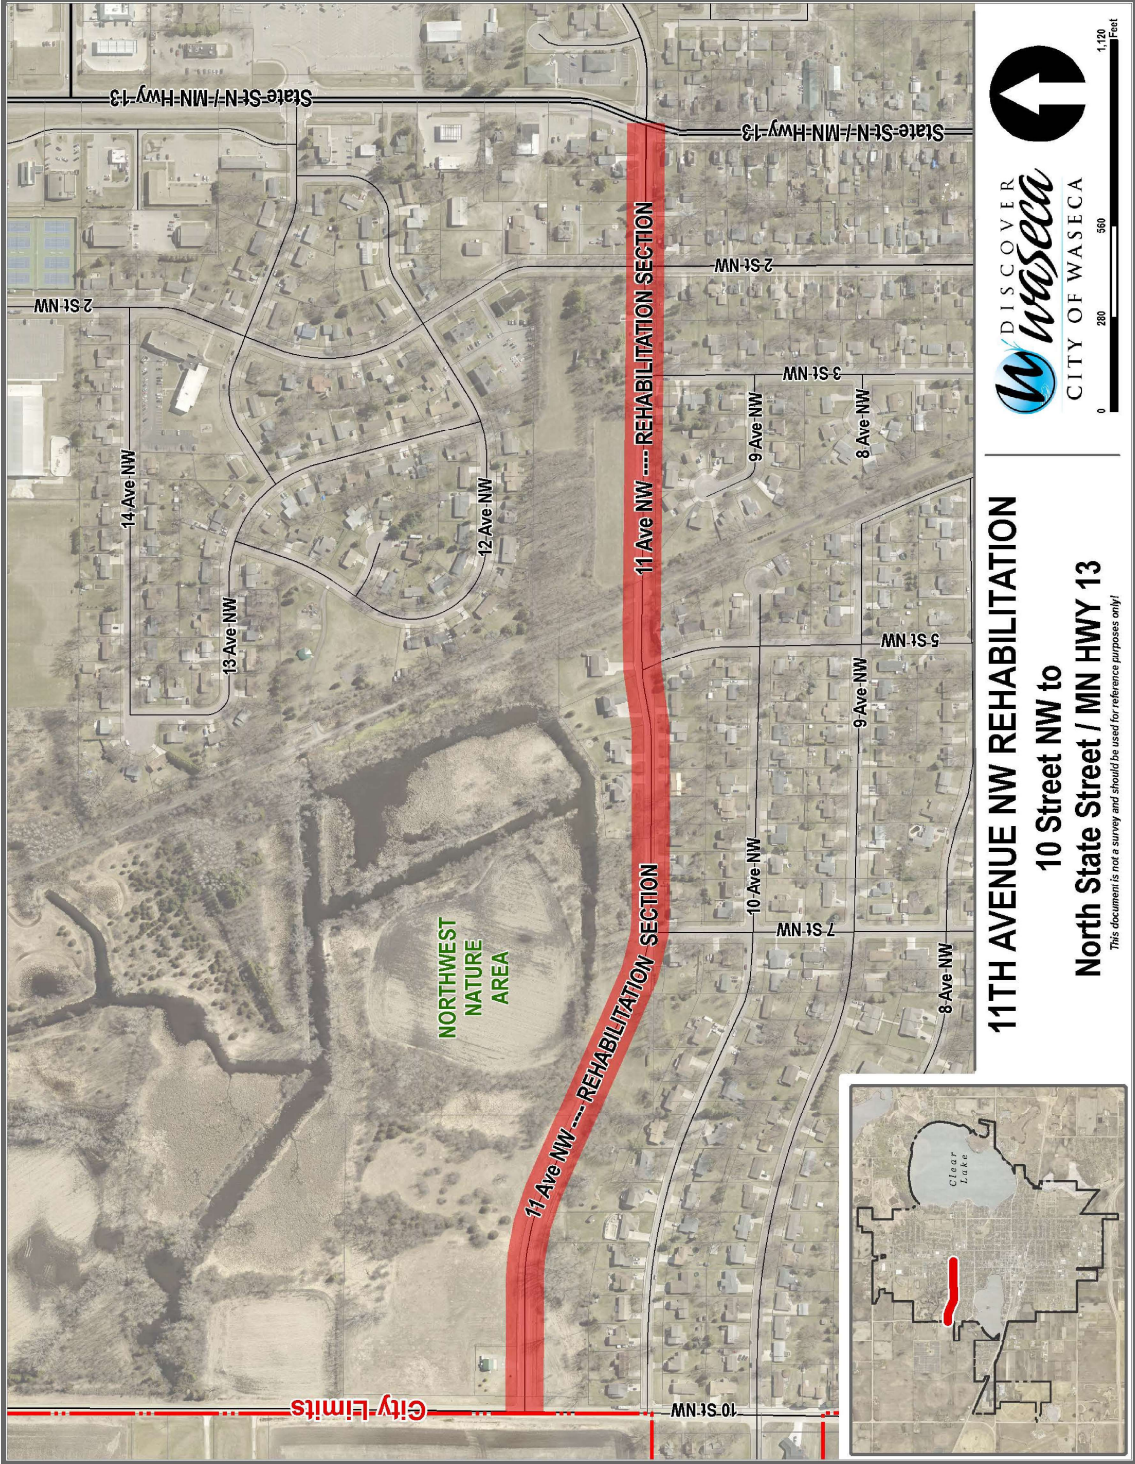 State St N / MN Hwy 13
State St N / MN Hwy 13
2 St NW
2 St NW
3 St NW
5 St NW
7 St NW
10 St NW
14 Ave NW
13 Ave NW
12 Ave NW
9 Ave NW
8 Ave NW
10 Ave NW
9 Ave NW
8 Ave NW
11 Ave NW ---- REHABILITATION SECTION
11 Ave NW ---- REHABILITATION SECTION
NORTHWEST
NATURE
AREA
City Limits
Clear
Lake
11TH AVENUE NW REHABILITATION
10 Street NW to
North State Street / MN HWY 13
This document is not a survey and should be used for reference purposes only!
DISCOVER
W waseca
CITY OF WASECA
0 280 560 1,120
Feet